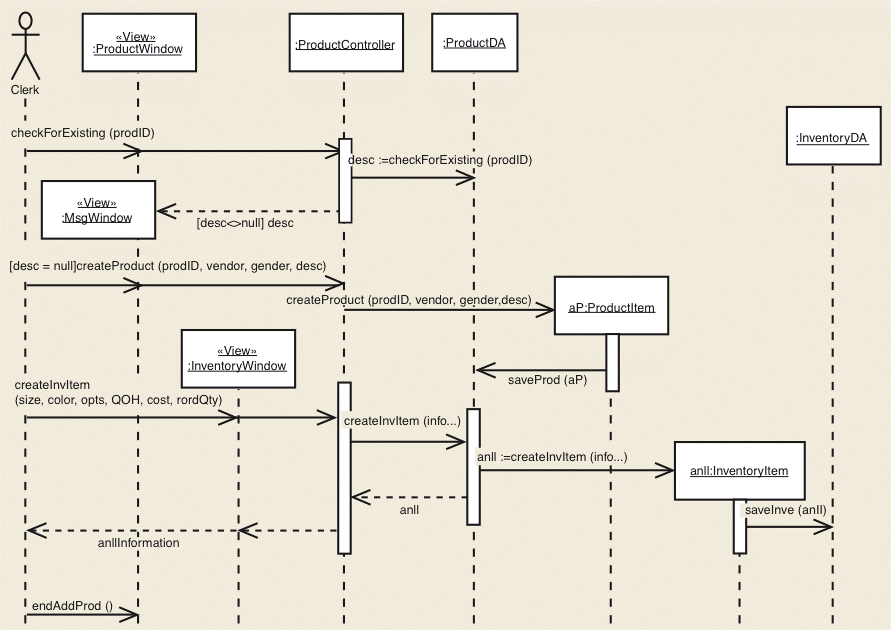 «View»
:ProductWindow
:ProductController
:ProductDA
Clerk
:InventoryDA
checkForExisting (prodID)
desc :=checkForExisting (prodID)
«View»
:MsgWindow
[desc<>null] desc
[desc = null]createProduct (prodID, vendor, gender, desc)
createProduct (prodID, vendor, gender,desc)
aP:ProductItem
«View»
:InventoryWindow
saveProd (aP)
createInvItem
(size, color, opts, QOH, cost, rordQty)
createInvItem (info...)
anII :=createInvItem (info...)
anII:InventoryItem
anII
saveInve (anII)
anIIInformation
endAddProd ()